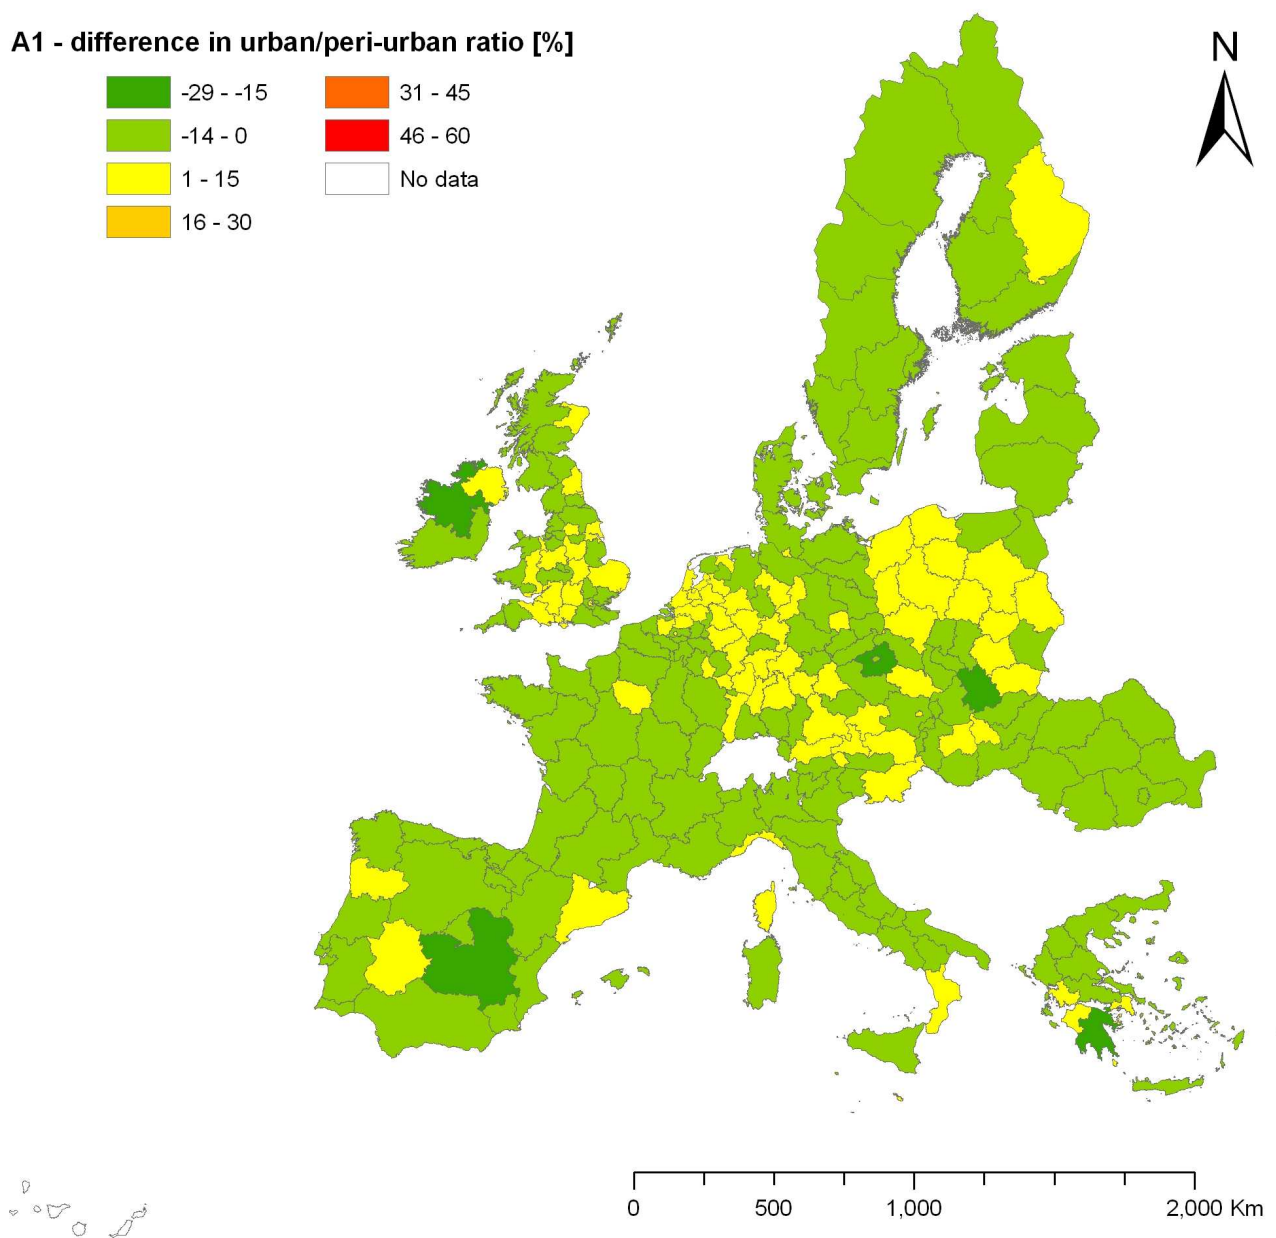 A1 - difference in urban/peri-urban ratio [%]
-29 - -15
-14 - 0
1 - 15
16 - 30
31 - 45
46 - 60
No data
N
0 500 1,000 2,000 Km